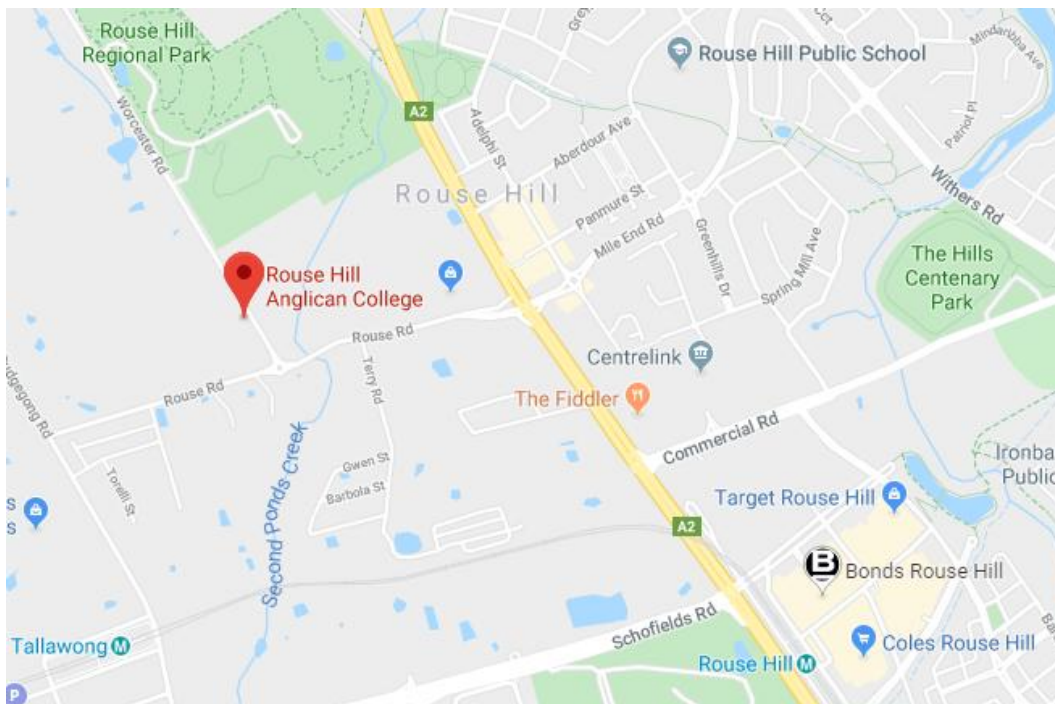 Rouse Hill
Regional Park
Worcester Rd
A2
Adelphi St
Rouse Hill Public School
Mindaribba Ave
Patriot Pl
Aberdour Ave
Withers Rd
Rouse Hill
Panmure St
Mile End Rd
Greenhills Dr
Spring Mill Ave
The Hills
Centenary
Park
Rouse Hill
Anglican College
Rouse Rd
Terry Rd
Rouse Rd
Centrelink
The Fiddler
Commercial Rd
Gwen St
Barbola St
Torelli St
Second Ponds Creek
Target Rouse Hill
A2
B
Bonds Rouse Hill
Schofields Rd
Coles Rouse Hill
Tallawong M
Rouse Hill M
P